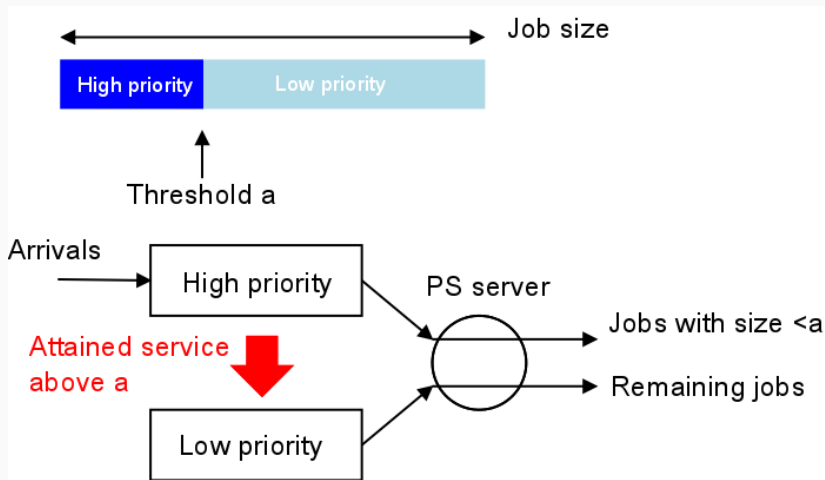 Job size
High priority
Low priority
Threshold a
Arrivals
High priority
PS server
Jobs with size <a
Attained service
above a
Remaining jobs
Low priority